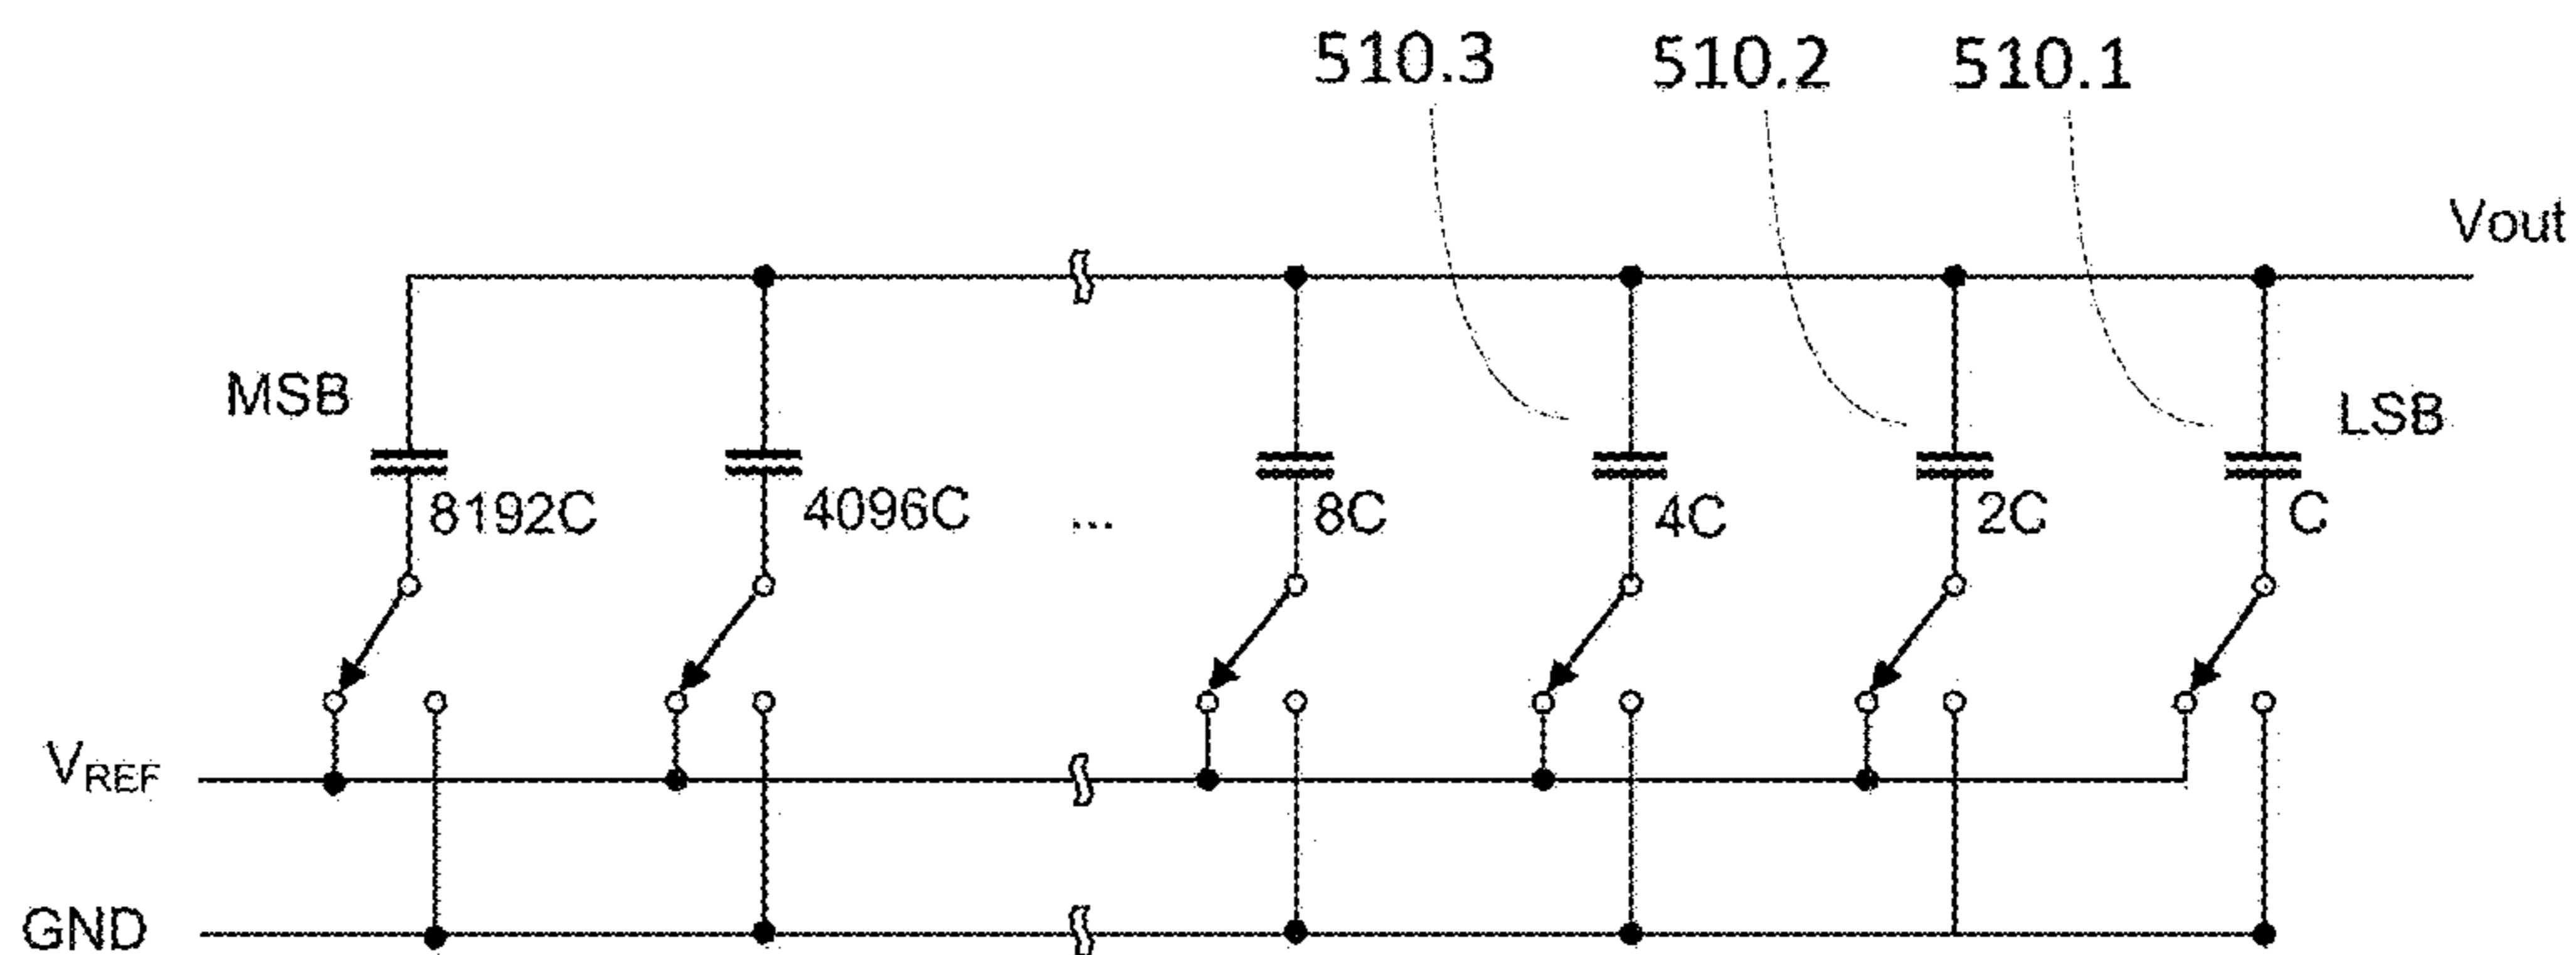 510.3 510.2 510.1
Vout
MSB LSB
8192C 4096C ... 8C 4C 2C C
VREF
GND